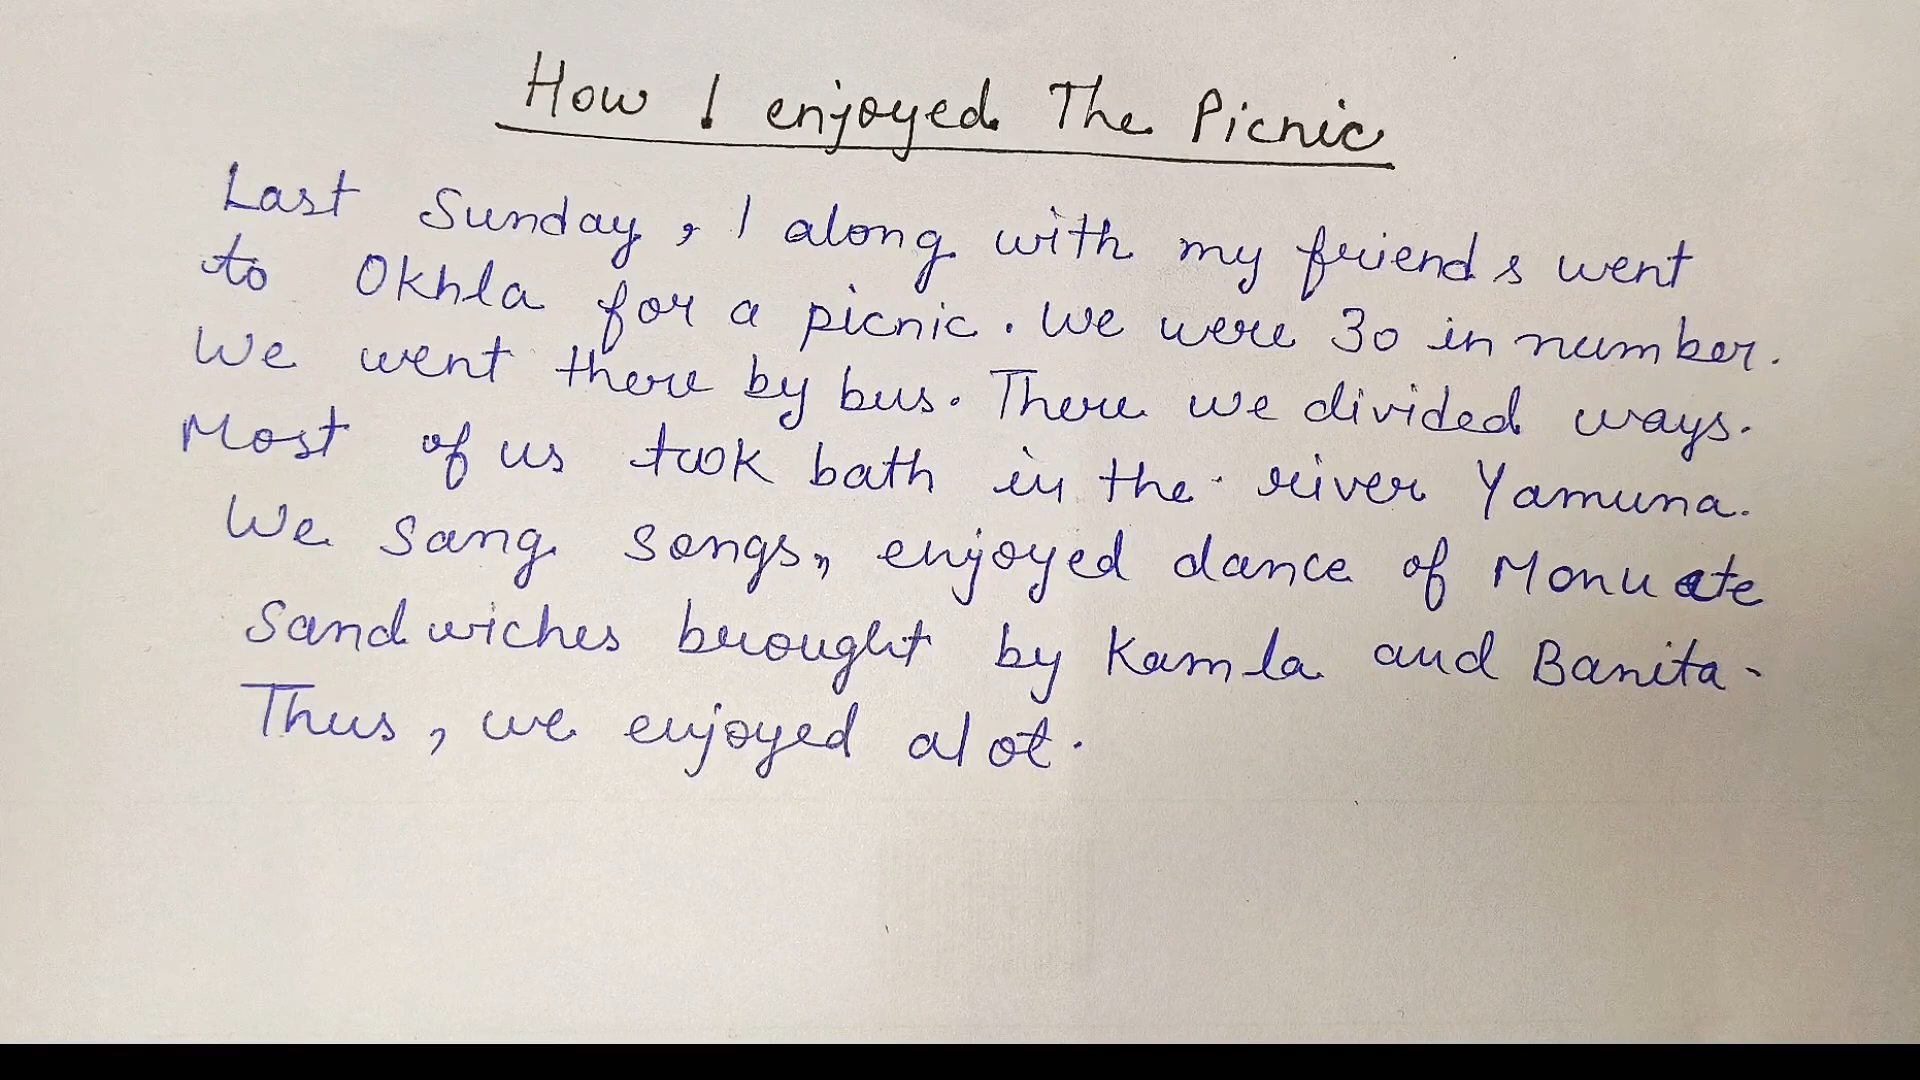 How I enjoyed The Picnic
Last Sunday, I along with my friends went
to Okhla for a picnic. We were 30 in number.
We went there by bus. There we divided ways.
Most of us took bath in the river Yamuna.
We sang songs, enjoyed dance of Monu ate
Sandwiches brought by Kamla and Banita.
Thus, we enjoyed alot.